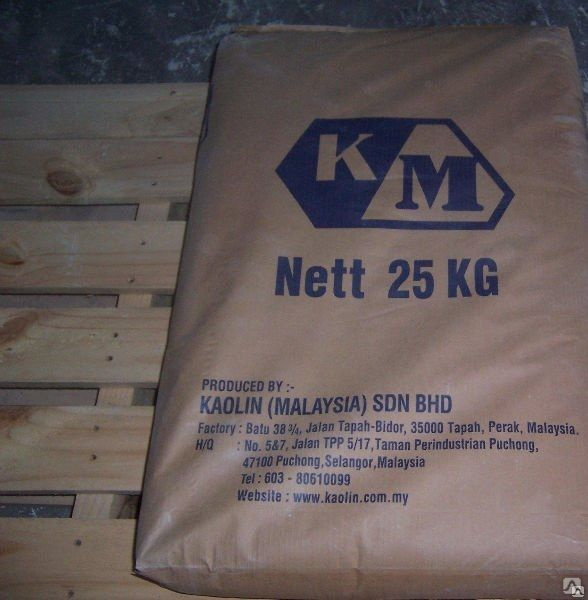 KM
Nett 25 KG
PRODUCED BY :-
KAOLIN (MALAYSIA) SDN BHD
Factory : Batu 38 3/4, Jalan Tapah-Bidor, 35000 Tapah, Perak, Malaysia.
H/Q : No. 5&7, Jalan TPP 5/17,Taman Perindustrian Puchong,
47100 Puchong,Selangor,Malaysia
Tel : 603 - 80610099
Website : www.kaolin.com.my